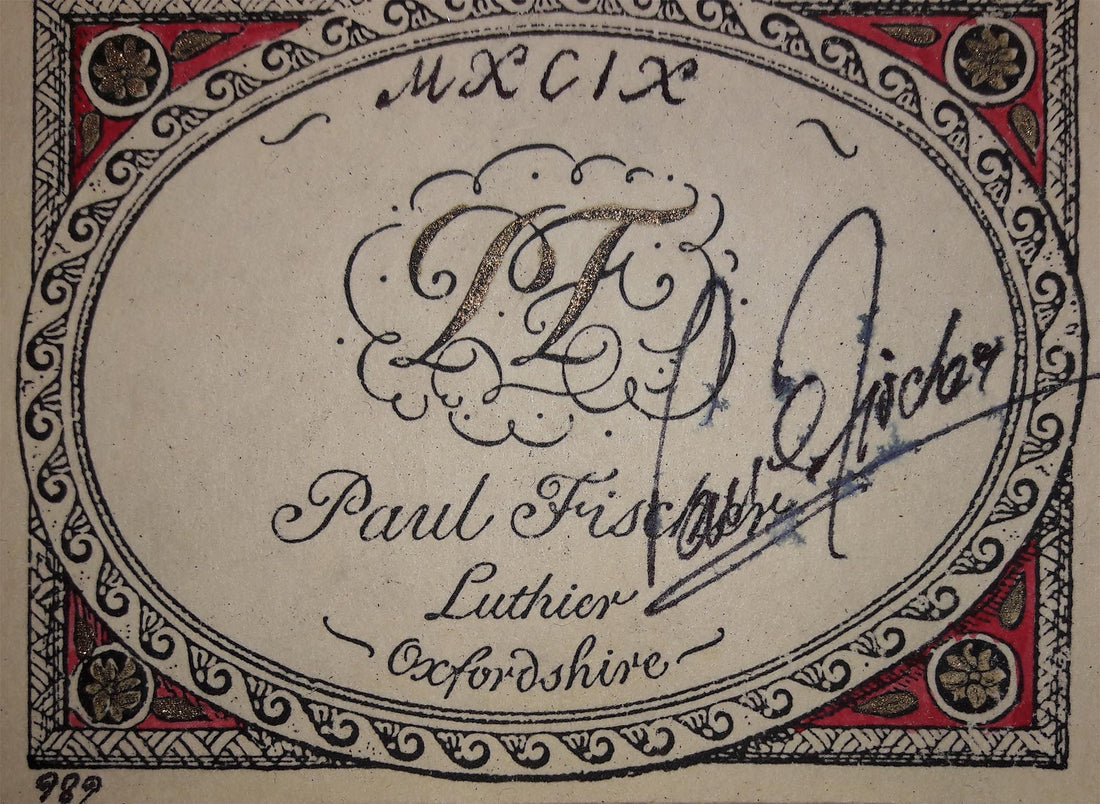 MXCIX
PF
Paul Fischer
Paul Fischer
Luthier
Oxfordshire
989